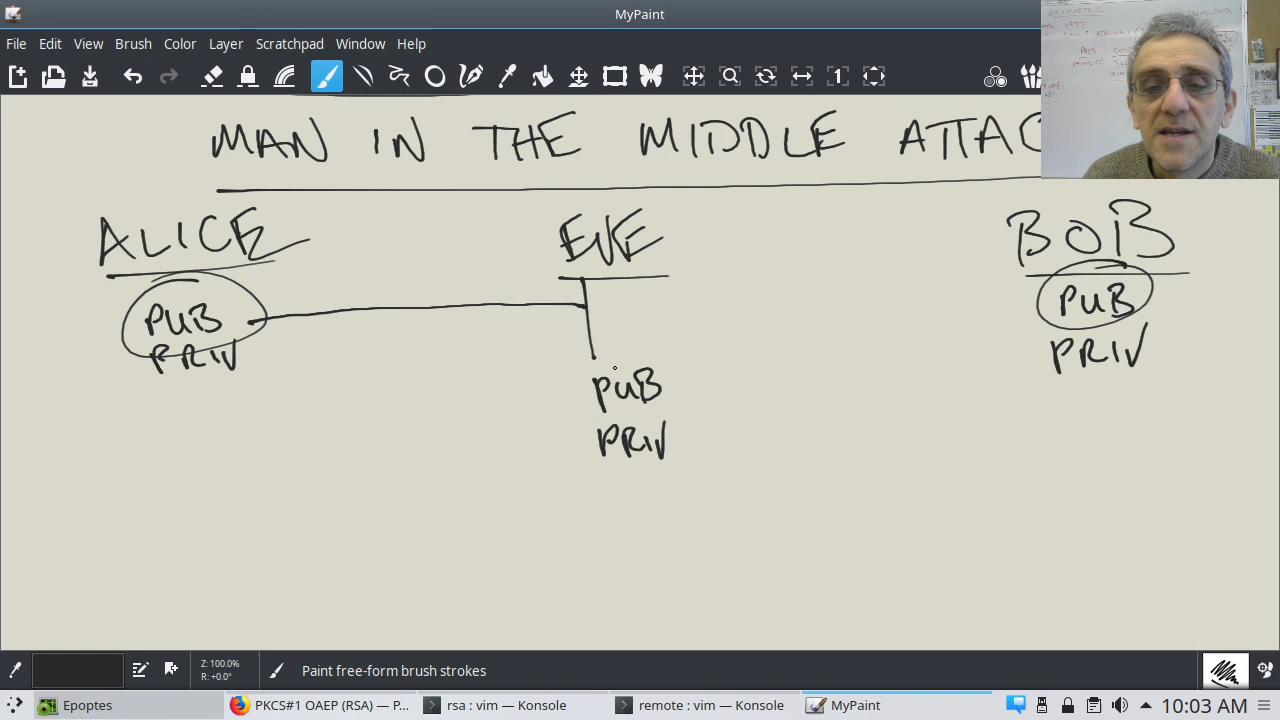 MyPaint
File Edit View Brush Color Layer Scratchpad Window Help
MAN IN THE MIDDLE ATTAC
ALICE EVE BOB
PUB PUB
PRIV PRIV
PUB
PRIV
Z: 100.0%
R: +0.0°
Paint free-form brush strokes
Epoptes PKCS#1 OAEP (RSA) — P... rsa : vim — Konsole remote : vim — Konsole MyPaint 10:03 AM